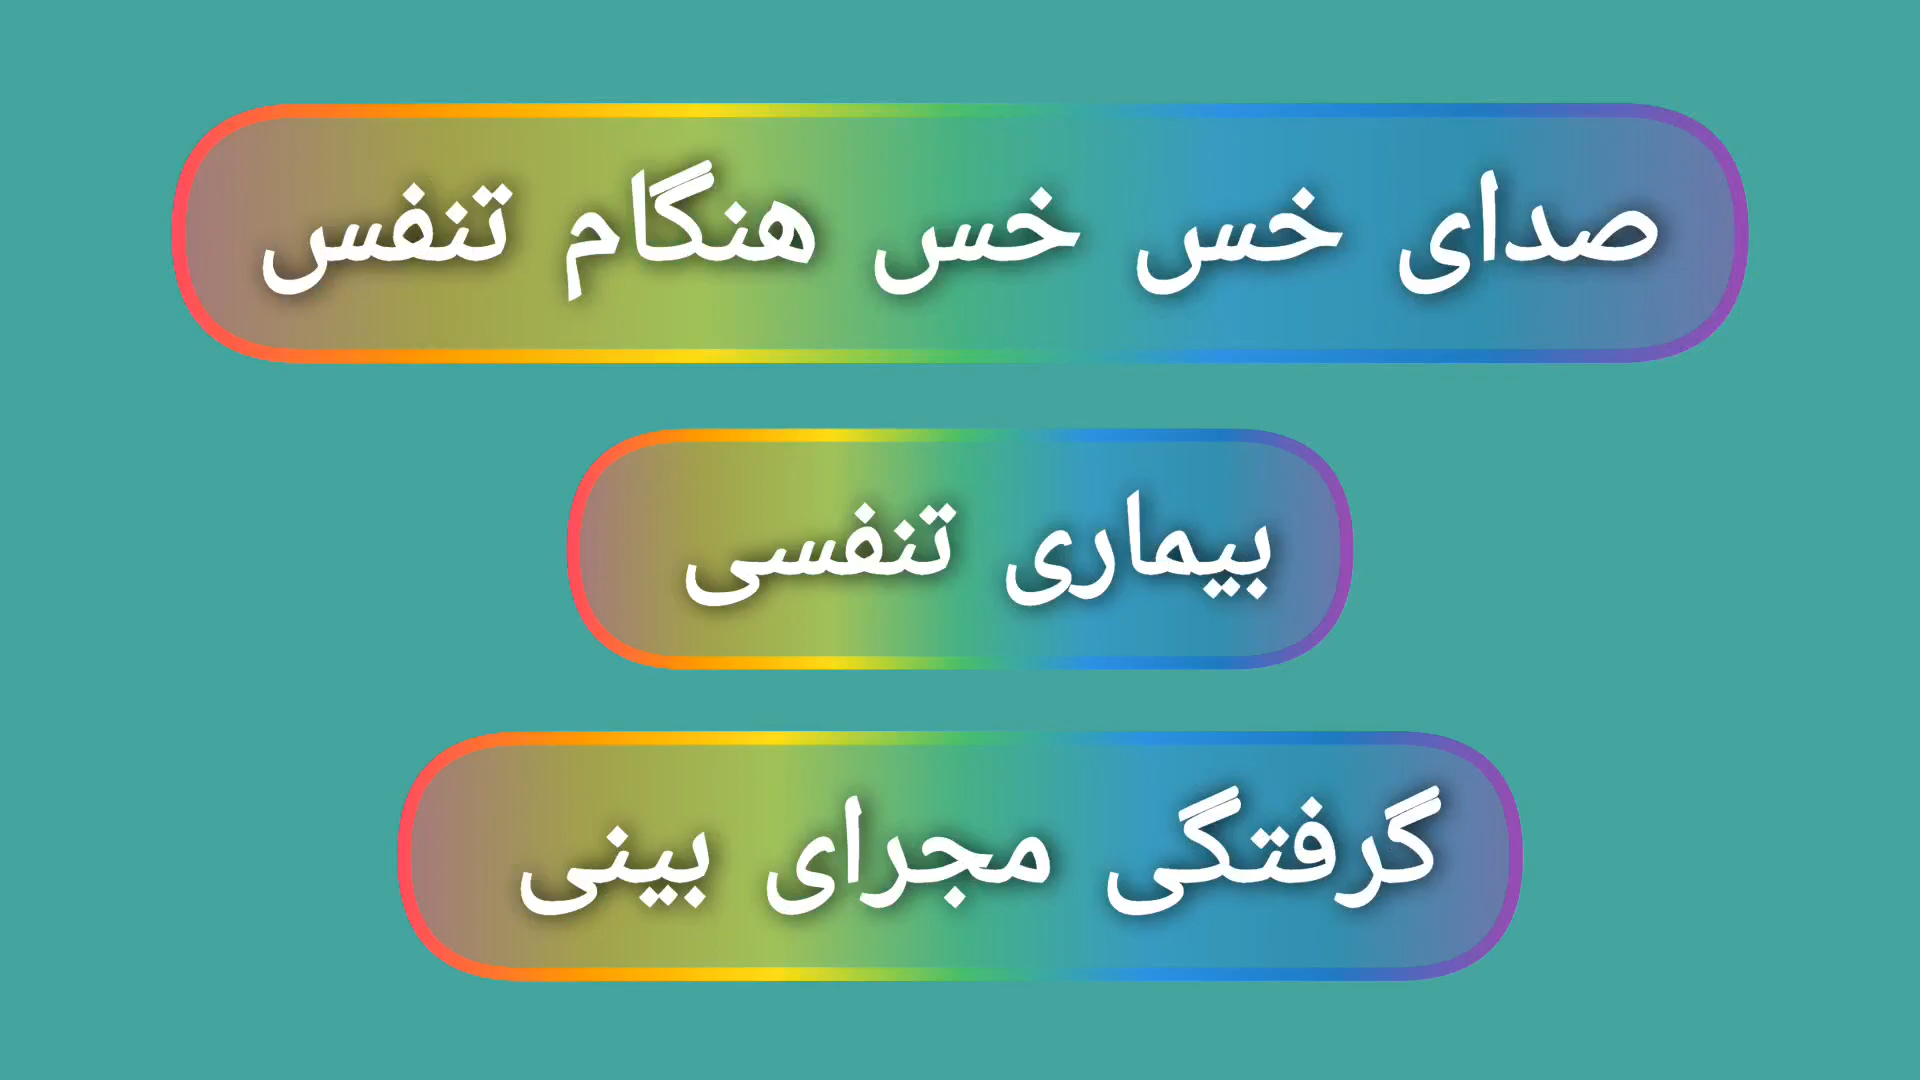 صدای خس خس هنگام تنفس
بیماری تنفسی
گرفتگی مجرای بینی